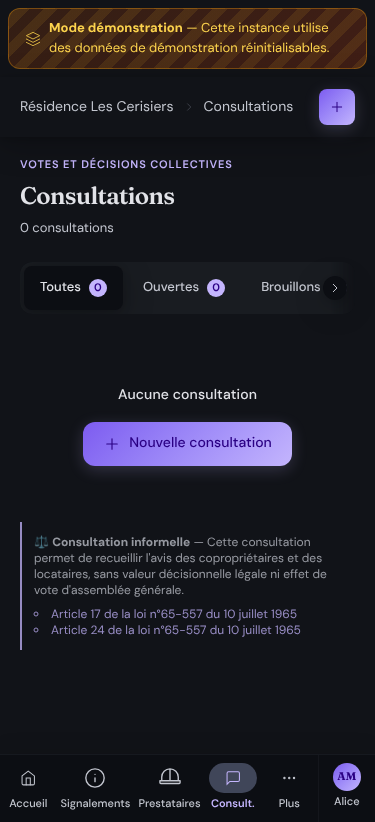 Mode démonstration — Cette instance utilise
des données de démonstration réinitialisables.
Résidence Les Cerisiers > Consultations
VOTES ET DÉCISIONS COLLECTIVES
Consultations
0 consultations
Toutes 0 Ouvertes 0 Brouillons
Aucune consultation
Nouvelle consultation
⚖️ Consultation informelle — Cette consultation
permet de recueillir l'avis des copropriétaires et des
locataires, sans valeur décisionnelle légale ni effet de
vote d'assemblée générale.
Article 17 de la loi n°65-557 du 10 juillet 1965
Article 24 de la loi n°65-557 du 10 juillet 1965
AM
Accueil Signalements Prestataires Consult. Plus Alice